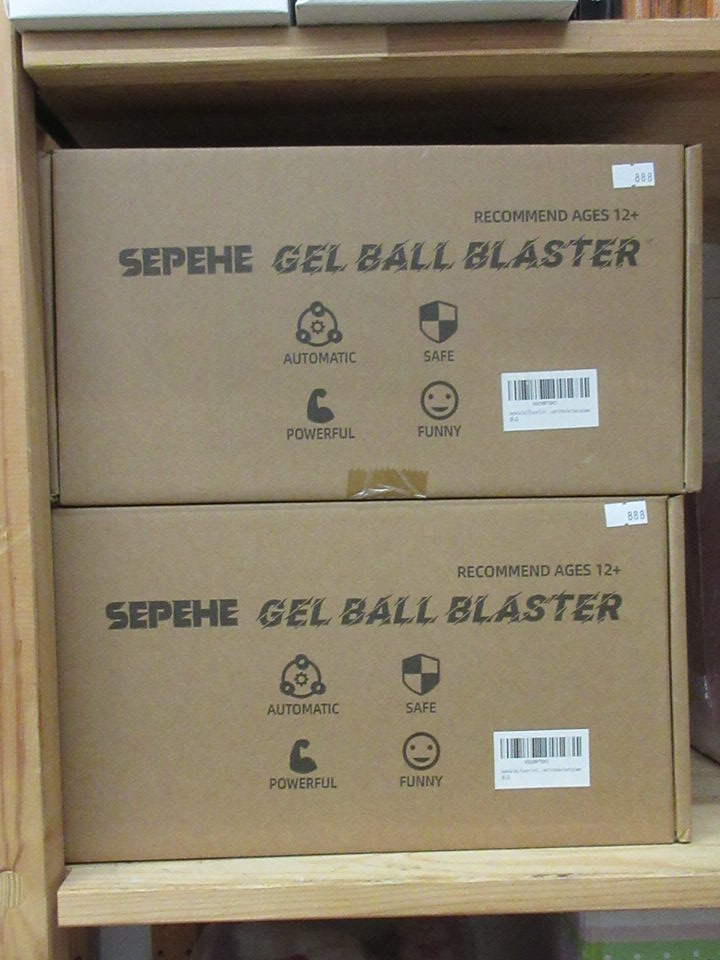 888
RECOMMEND AGES 12+
SEPEHE GEL BALL BLASTER
AUTOMATIC SAFE
POWERFUL FUNNY
888
RECOMMEND AGES 12+
SEPEHE GEL BALL BLASTER
AUTOMATIC SAFE
POWERFUL FUNNY